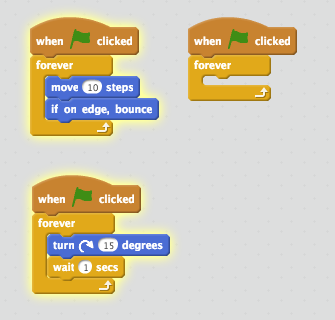 when clicked
forever
move 10 steps
if on edge, bounce
when clicked
forever
when clicked
forever
turn 15 degrees
wait 1 secs